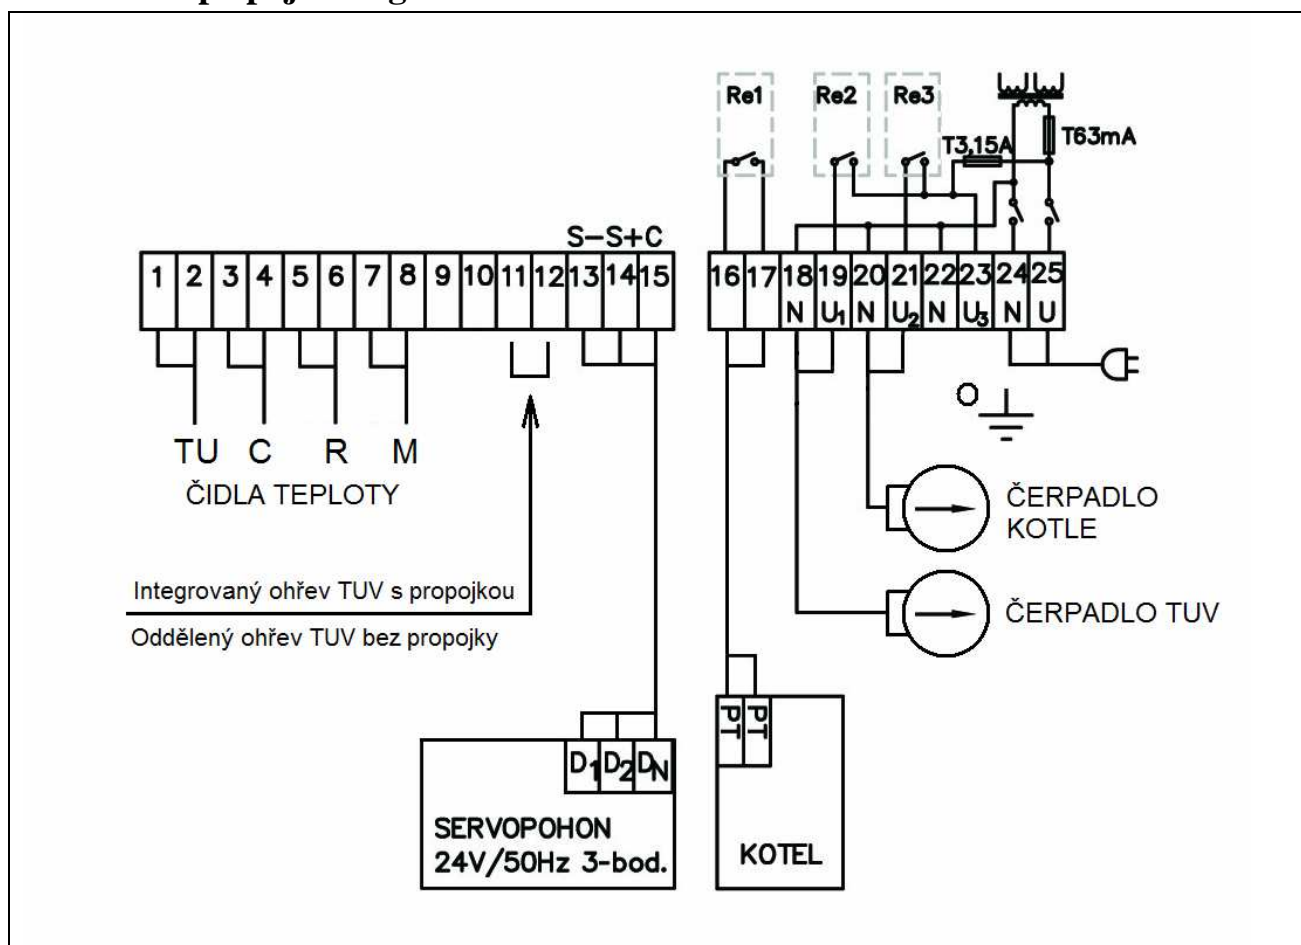 Re1 Re2 Re3
T3,15A T63mA
S-S+C
1 2 3 4 5 6 7 8 9 10 11 12 13 14 15
16 17 18 19 20 21 22 23 24 25
N U1 N U2 N U3 N U
TU C R M
ČIDLA TEPLOTY
O
ČERPADLO
KOTLE
Integrovaný ohřev TUV s propojkou
Oddělený ohřev TUV bez propojky
ČERPADLO TUV
PT PT
D1 D2 DN
SERVOPOHON
24V/50Hz 3-bod.
KOTEL